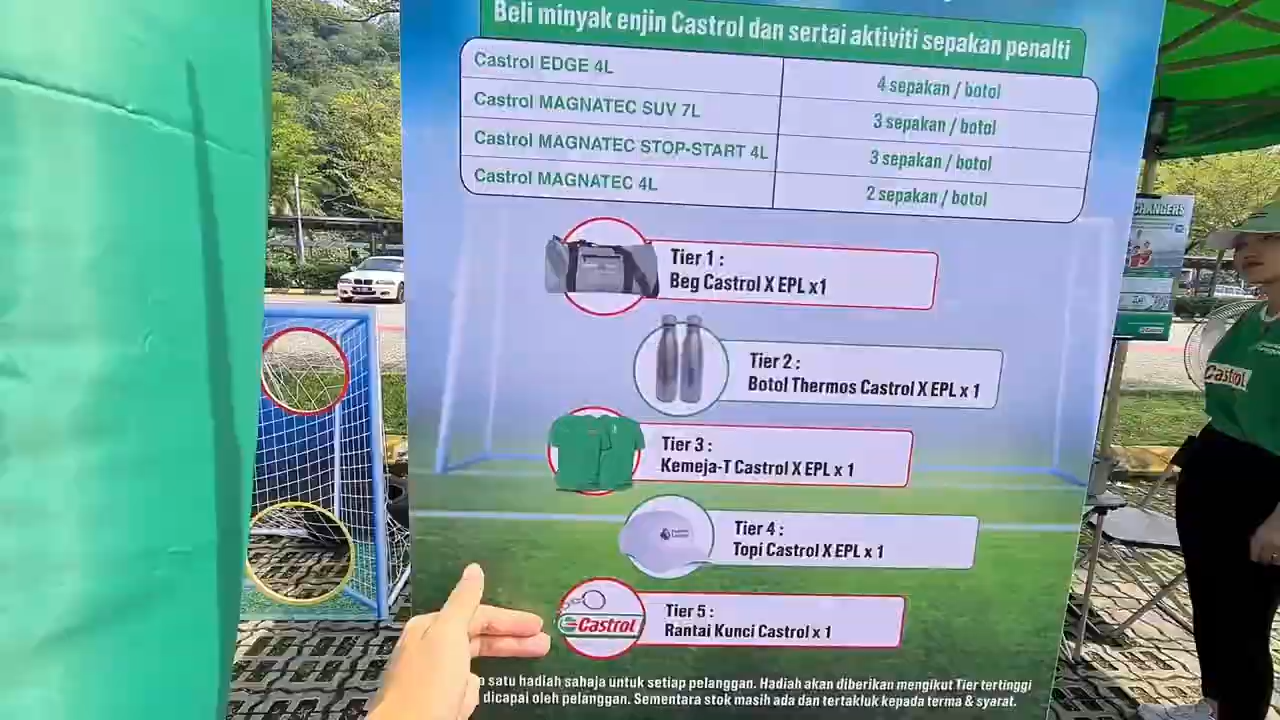 Beli minyak enjin Castrol dan sertai aktiviti sepakan penalti
Castrol EDGE 4L
4 sepakan / botol
Castrol MAGNATEC SUV 7L
3 sepakan / botol
Castrol MAGNATEC STOP-START 4L
3 sepakan / botol
Castrol MAGNATEC 4L
2 sepakan / botol
Tier 1 :
Beg Castrol X EPL x1
Tier 2 :
Botol Thermos Castrol X EPL x 1
Tier 3 :
Kemeja-T Castrol X EPL x 1
Tier 4 :
Topi Castrol X EPL x 1
Castrol
Tier 5 :
Rantai Kunci Castrol x 1
satu hadiah sahaja untuk setiap pelanggan. Hadiah akan diberikan mengikut Tier tertinggi
dicapai oleh pelanggan. Sementara stok masih ada dan tertakluk kepada terma & syarat.
CHANGERS
Castrol